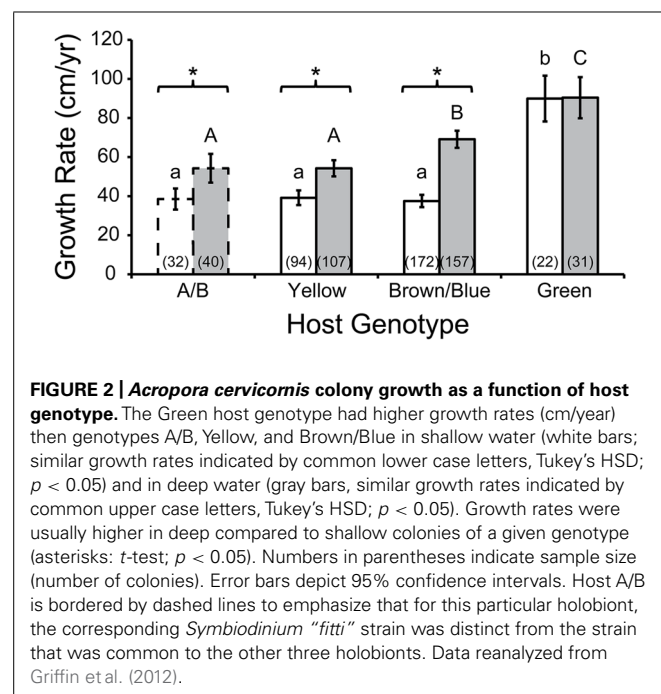 120
100
80
60
40
20
0
Growth Rate (cm/yr)
* * *
a A a A a B b C
(32) (40) (94) (107) (172) (157) (22) (31)
A/B Yellow Brown/Blue Green
Host Genotype
FIGURE 2 | Acropora cervicornis colony growth as a function of host
genotype. The Green host genotype had higher growth rates (cm/year)
then genotypes A/B, Yellow, and Brown/Blue in shallow water (white bars;
similar growth rates indicated by common lower case letters, Tukey's HSD;
p < 0.05) and in deep water (gray bars, similar growth rates indicated by
common upper case letters, Tukey's HSD; p < 0.05). Growth rates were
usually higher in deep compared to shallow colonies of a given genotype
(asterisks: t-test; p < 0.05). Numbers in parentheses indicate sample size
(number of colonies). Error bars depict 95% confidence intervals. Host A/B
is bordered by dashed lines to emphasize that for this particular holobiont,
the corresponding Symbiodinium "fitti" strain was distinct from the strain
that was common to the other three holobionts. Data reanalyzed from
Griffin et al. (2012).